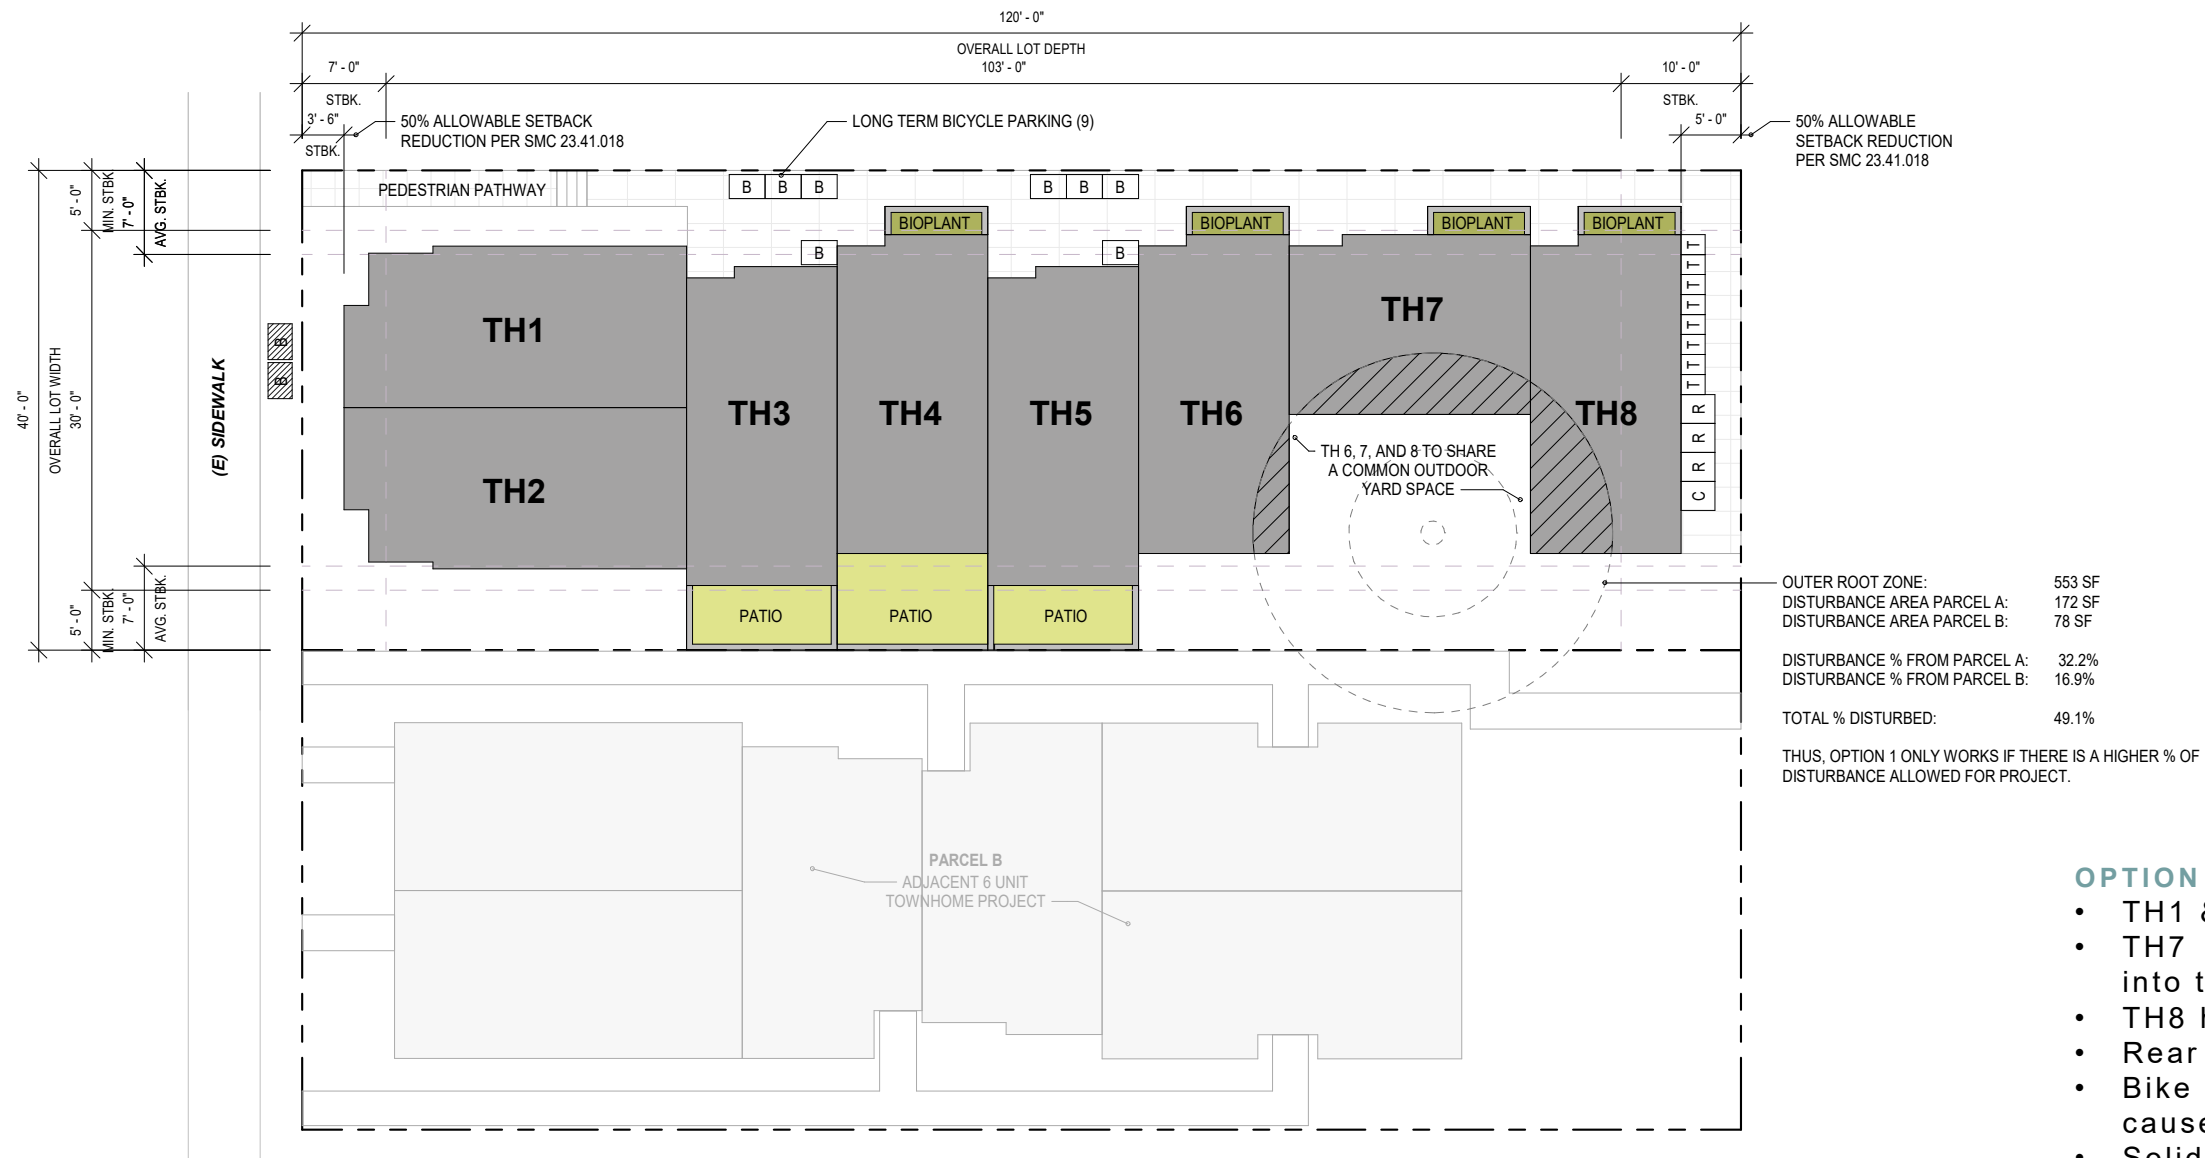 120' - 0"
OVERALL LOT DEPTH
7' - 0"
103' - 0"
10' - 0"
STBK.
STBK.
3' - 6"
50% ALLOWABLE SETBACK
REDUCTION PER SMC 23.41.018
STBK.
LONG TERM BICYCLE PARKING (9)
5' - 0"
50% ALLOWABLE
SETBACK REDUCTION
PER SMC 23.41.018
PEDESTRIAN PATHWAY
B B B
B B B
BIOPLANT
BIOPLANT
BIOPLANT
BIOPLANT
B
B
5' - 0"
MIN. STBK.
7' - 0"
AVG. STBK.
40' - 0"
OVERALL LOT WIDTH
30' - 0"
(E) SIDEWALK
B
B
TH1
TH2
TH3
TH4
TH5
TH6
TH7
TH8
T T T T T T T T
R
R
R
C
TH 6, 7, AND 8 TO SHARE
A COMMON OUTDOOR
YARD SPACE
5' - 0"
MIN. STBK.
7' - 0"
AVG. STBK.
PATIO
PATIO
PATIO
OUTER ROOT ZONE: 553 SF
DISTURBANCE AREA PARCEL A: 172 SF
DISTURBANCE AREA PARCEL B: 78 SF
DISTURBANCE % FROM PARCEL A: 32.2%
DISTURBANCE % FROM PARCEL B: 16.9%
TOTAL % DISTURBED: 49.1%
THUS, OPTION 1 ONLY WORKS IF THERE IS A HIGHER % OF
DISTURBANCE ALLOWED FOR PROJECT.
PARCEL B
ADJACENT 6 UNIT
TOWNHOME PROJECT
OPTION
• TH1 &
• TH7
into t
• TH8
• Rear
• Bike
cause
• Solid